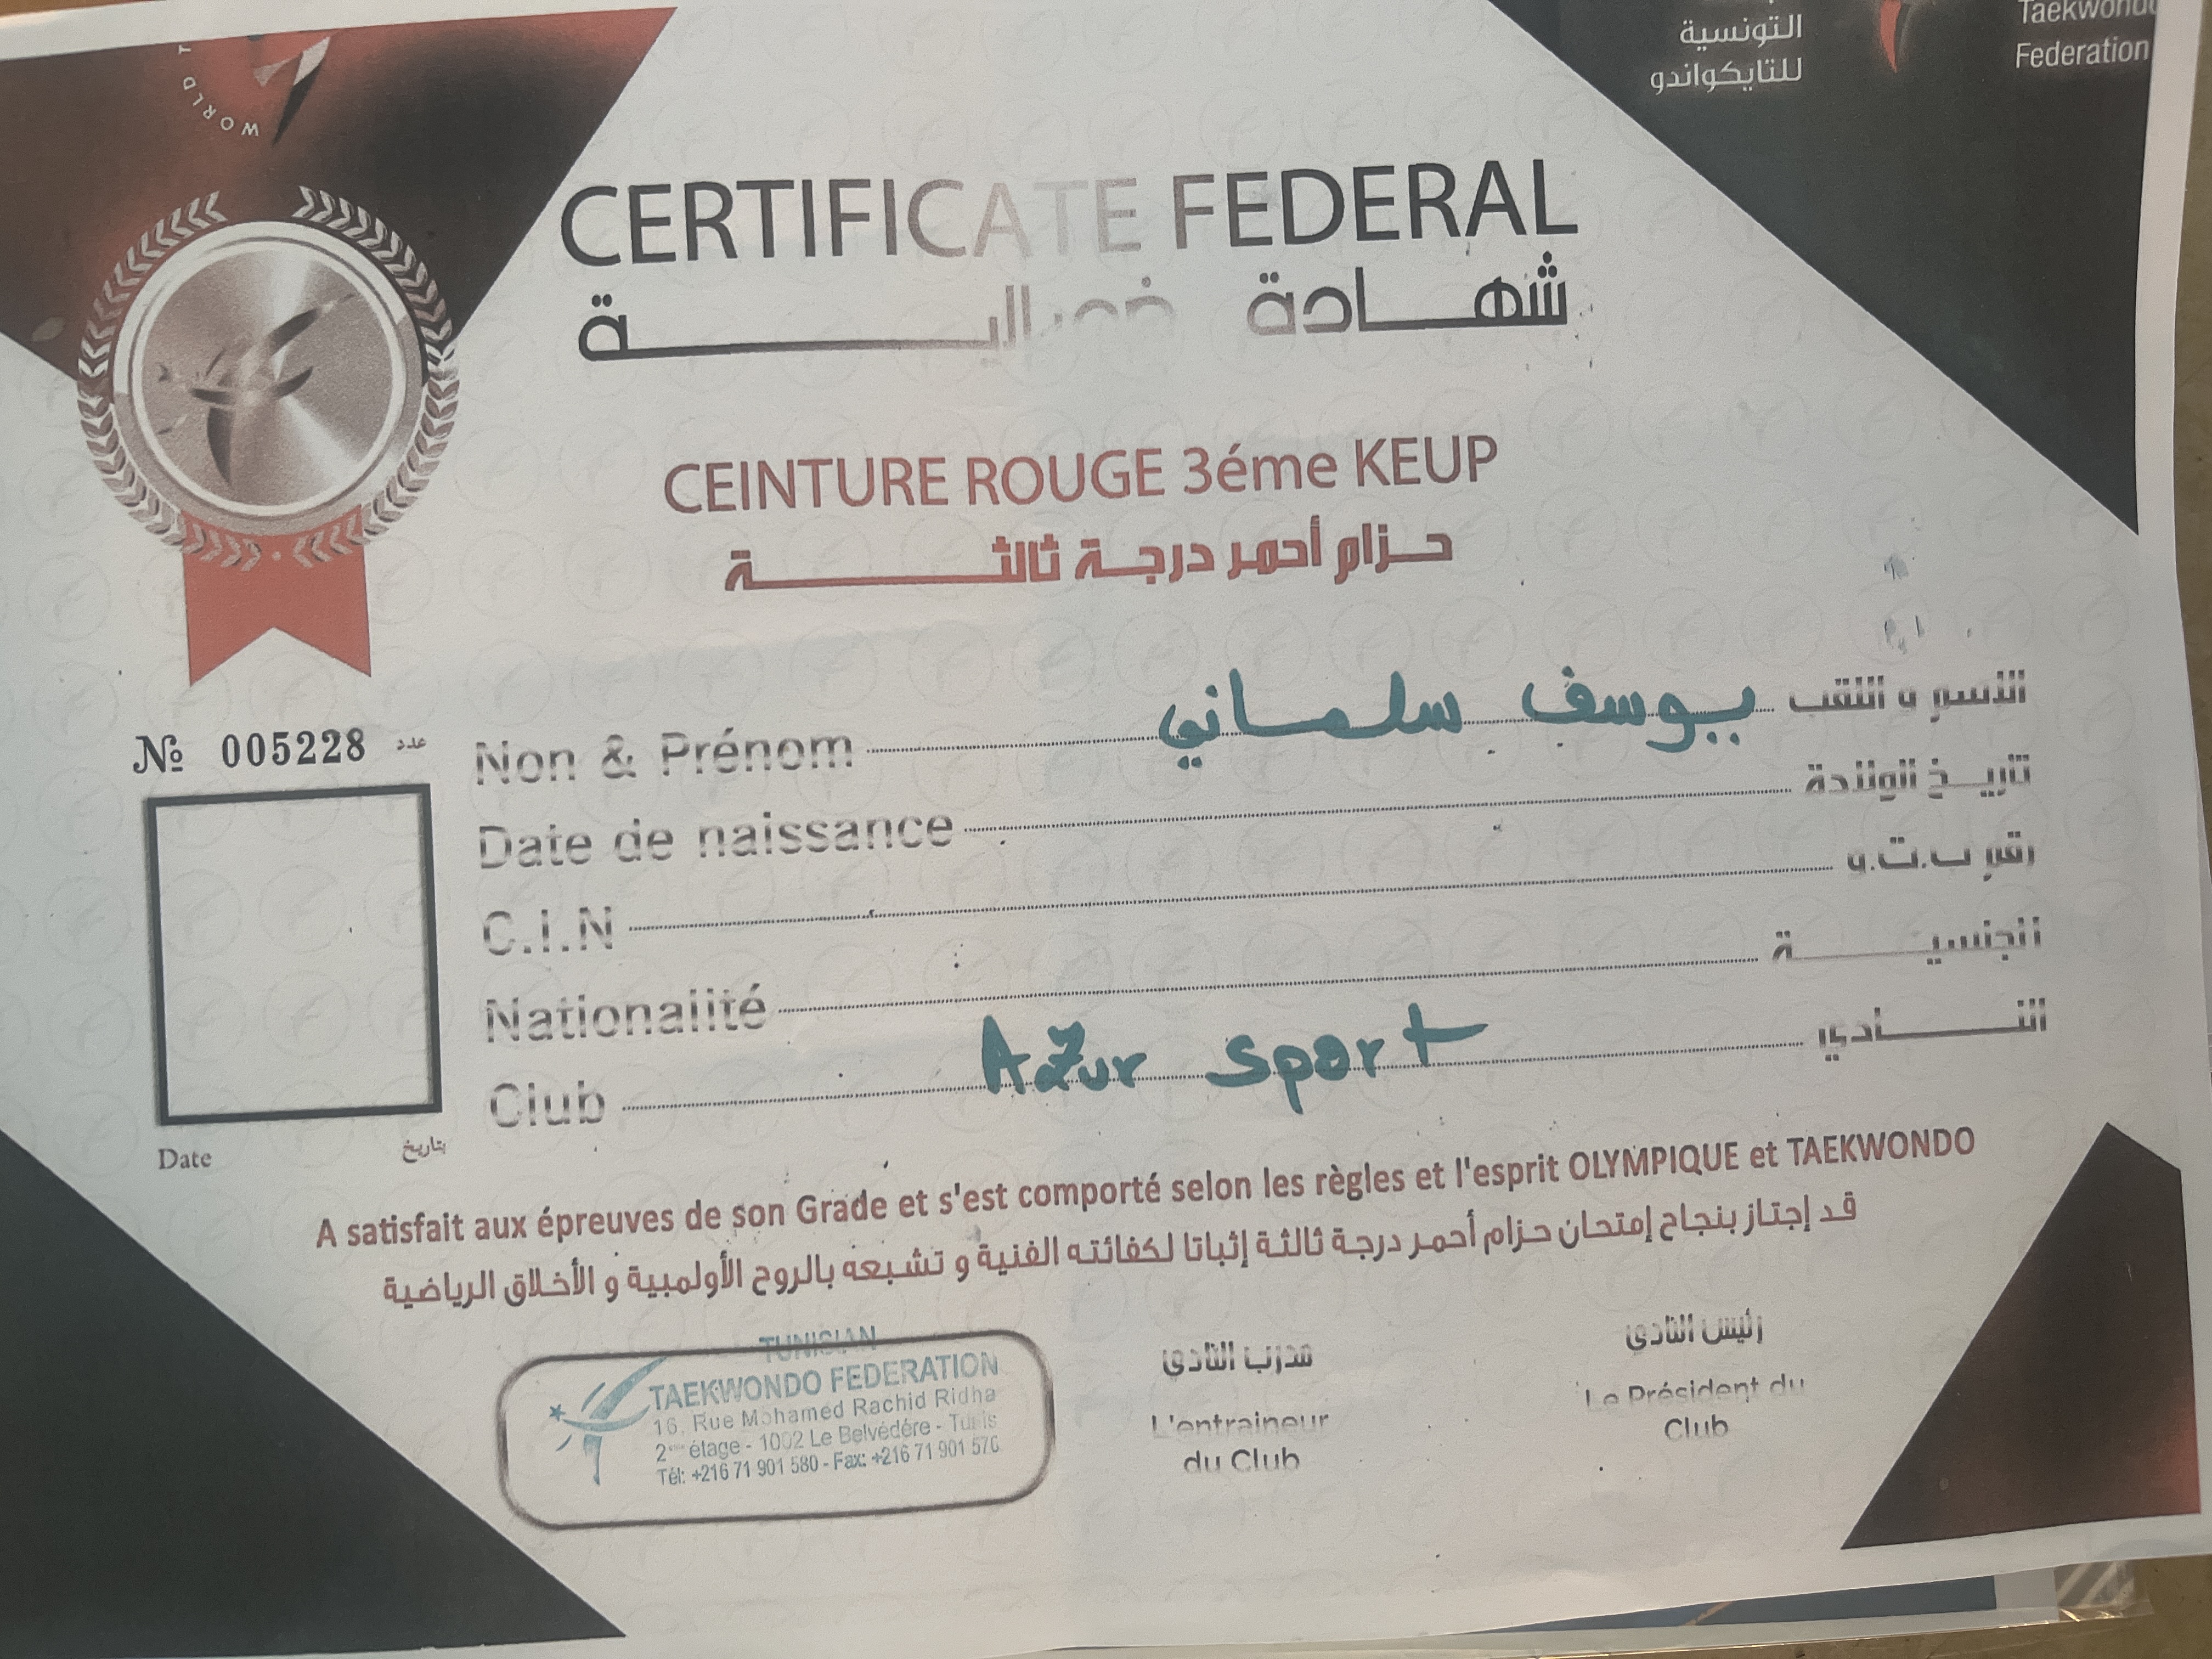 WORLD T
التونسية
للتايكواندو
Taekwondo
Federation
CERTIFICATE FEDERAL
شهادة فدرالية
CEINTURE ROUGE 3éme KEUP
حزام أحمر درجة ثالثة
№ 005228 عدد
Non & Prénom يوسف سلماني الاسم و اللقب
Date de naissance تاريخ الولادة
C.I.N رقم ب.ت.و
Nationalité الجنسية
Club Azur sport النادي
Date بتاريخ
A satisfait aux épreuves de son Grade et s'est comporté selon les règles et l'esprit OLYMPIQUE et TAEKWONDO
قد إجتاز بنجاح إمتحان حزام أحمر درجة ثالثة إثباتا لكفائته الفنية و تشبعه بالروح الأولمبية و الأخلاق الرياضية
TUNISIAN
TAEKWONDO FEDERATION
16, Rue Mohamed Rachid Ridha
2ème étage - 1002 Le Belvédére - Tunis
Tél: +216 71 901 580 - Fax: +216 71 901 576
مدرب النادي
L'entraineur
du Club
رئيس النادي
Le Président du
Club